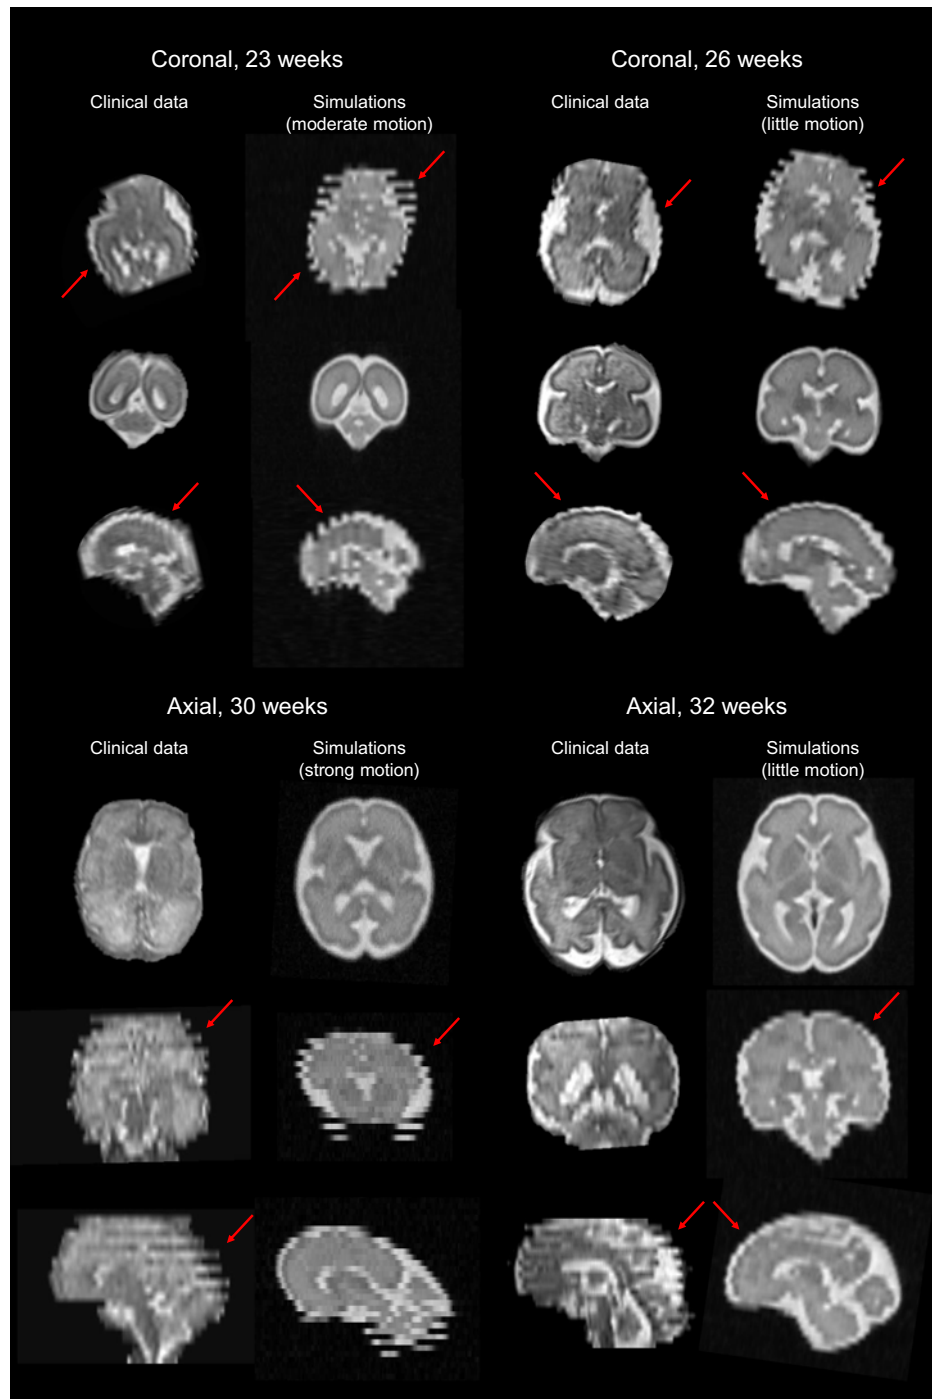 Coronal, 23 weeks
Clinical data
Simulations
(moderate motion)
Coronal, 26 weeks
Clinical data
Simulations
(little motion)
Axial, 30 weeks
Clinical data
Simulations
(strong motion)
Axial, 32 weeks
Clinical data
Simulations
(little motion)